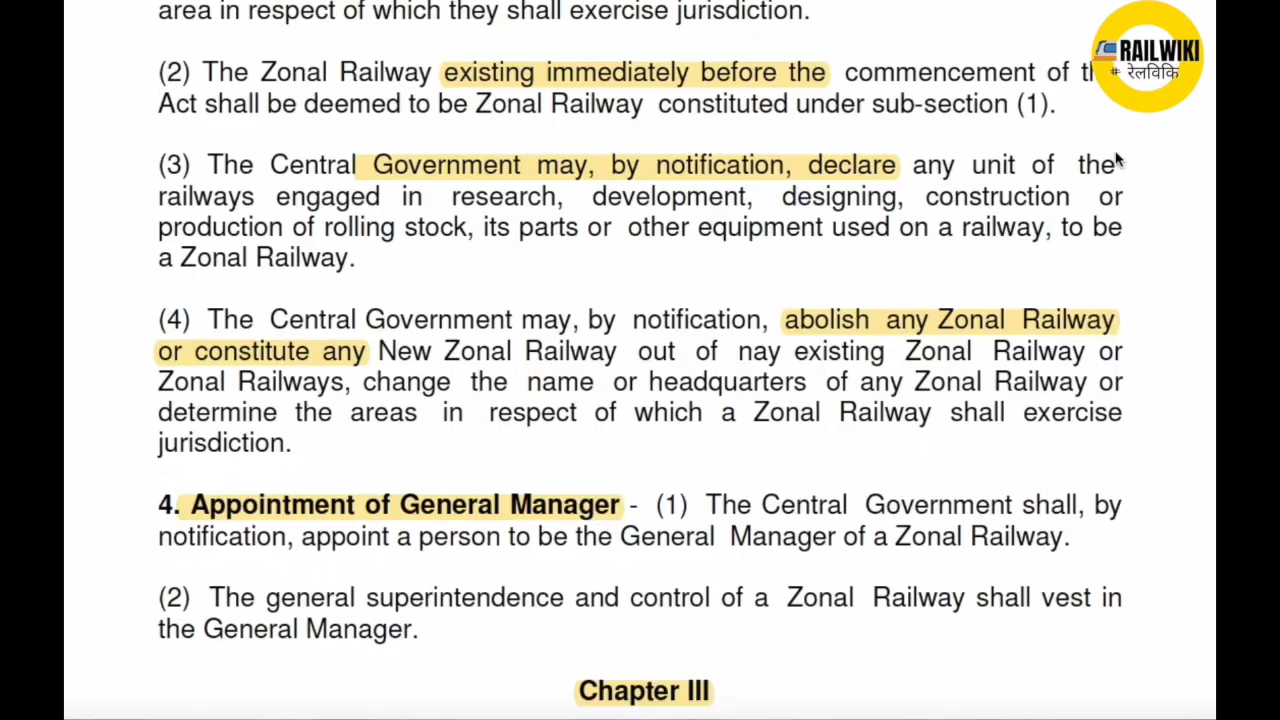 area in respect of which they shall exercise jurisdiction.
RAILWIKI
# रेलविकि
(2) The Zonal Railway existing immediately before the commencement of
Act shall be deemed to be Zonal Railway constituted under sub-section (1).
(3) The Central Government may, by notification, declare any unit of the
railways engaged in research, development, designing, construction or
production of rolling stock, its parts or other equipment used on a railway, to be
a Zonal Railway.
(4) The Central Government may, by notification, abolish any Zonal Railway
or constitute any New Zonal Railway out of nay existing Zonal Railway or
Zonal Railways, change the name or headquarters of any Zonal Railway or
determine the areas in respect of which a Zonal Railway shall exercise
jurisdiction.
4. Appointment of General Manager - (1) The Central Government shall, by
notification, appoint a person to be the General Manager of a Zonal Railway.
(2) The general superintendence and control of a Zonal Railway shall vest in
the General Manager.
Chapter III